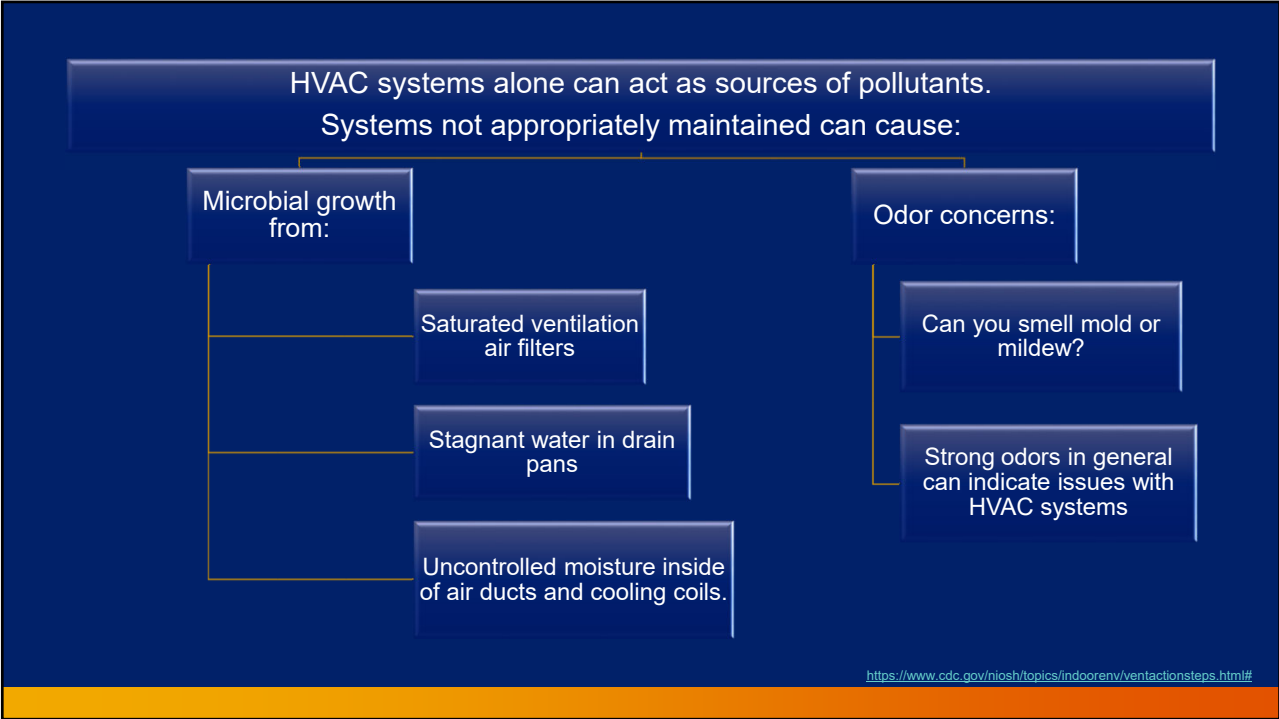 HVAC systems alone can act as sources of pollutants.
Systems not appropriately maintained can cause:
Microbial growth
from:
Saturated ventilation
air filters
Stagnant water in drain
pans
Uncontrolled moisture inside
of air ducts and cooling coils.
Odor concerns:
Can you smell mold or
mildew?
Strong odors in general
can indicate issues with
HVAC systems
https://www.cdc.gov/niosh/topics/indoorenv/ventactionsteps.html#